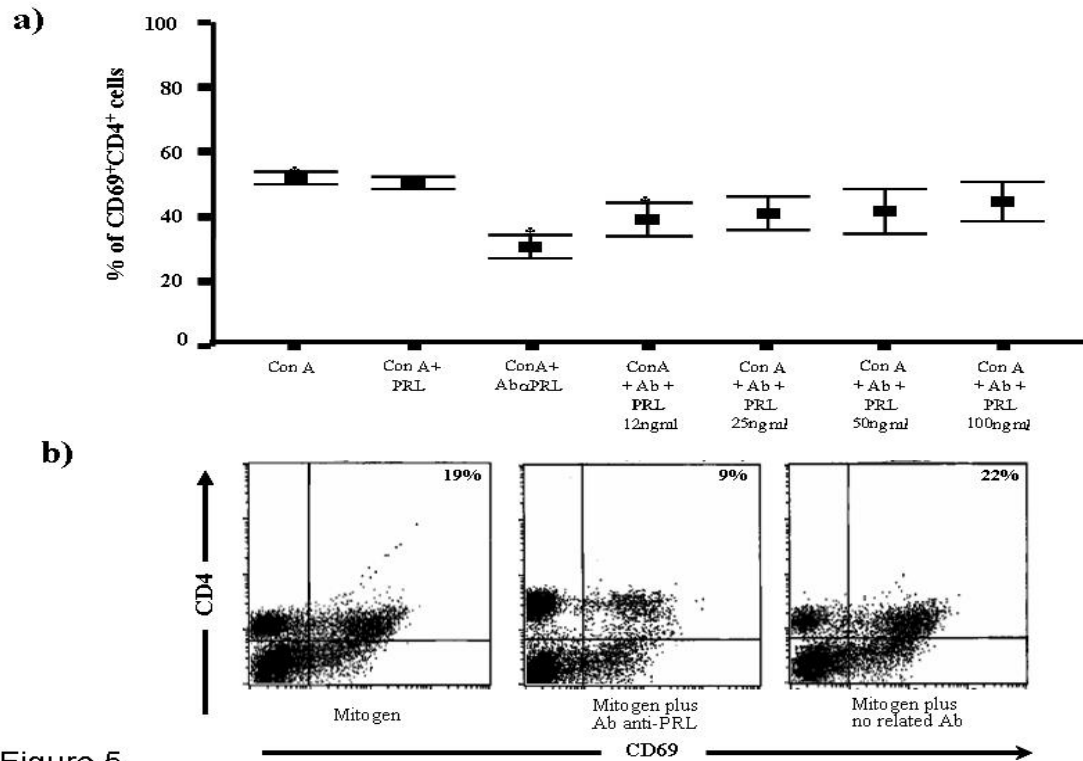 a)
% of CD69+CD4+ cells
100
80
60
40
20
0
*
*
*
Con A
Con A+
PRL
ConA+
AbαPRL
ConA
+ Ab +
PRL
12ngml
Con A
+ Ab +
PRL
25ngml
Con A
+ Ab +
PRL
50ngml
Con A
+ Ab +
PRL
100ngml
b)
CD4
19%
9%
22%
Mitogen
Mitogen plus
Ab anti-PRL
Mitogen plus
no related Ab
CD69
Figure 5